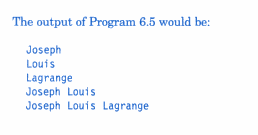 The output of Program 6.5 would be:
Joseph
Louis
Lagrange
Joseph Louis
Joseph Louis Lagrange